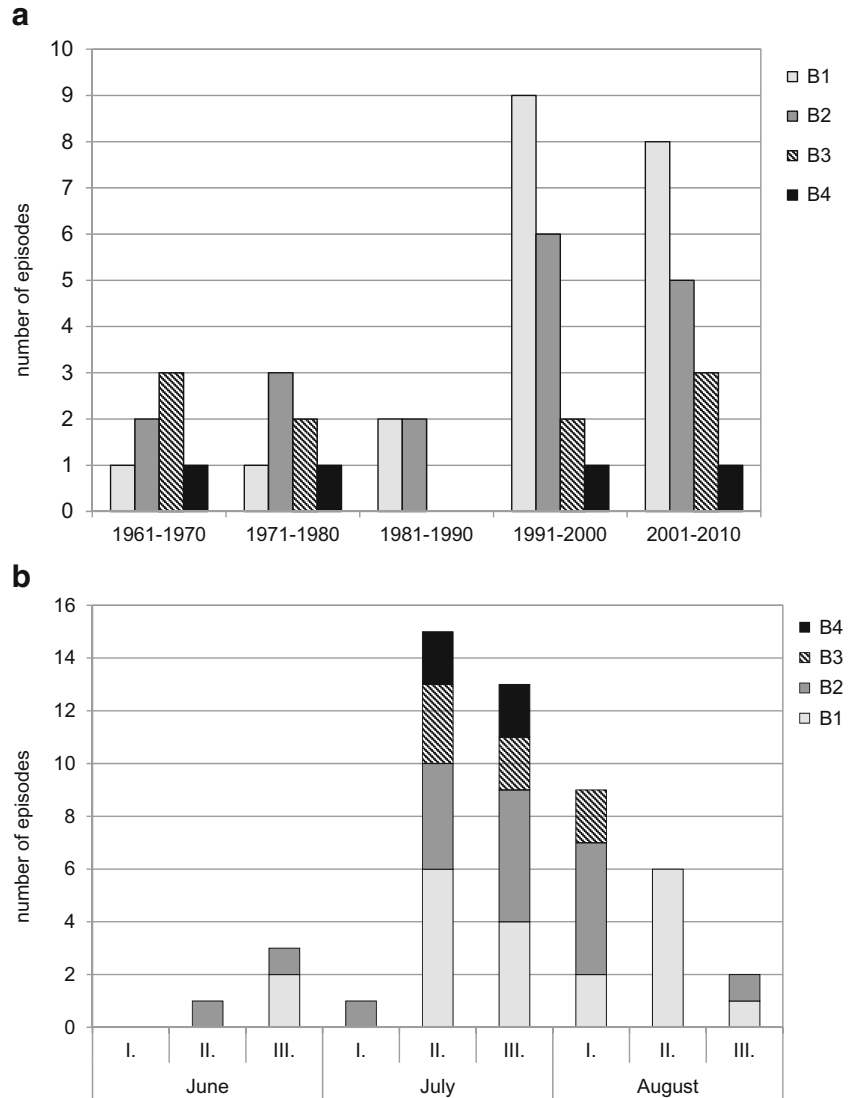 a
10
9
8
7
6
5
4
3
2
1
0
number of episodes
1961-1970 1971-1980 1981-1990 1991-2000 2001-2010
B1
B2
B3
B4
b
16
14
12
10
8
6
4
2
0
number of episodes
I. II. III. I. II. III. I. II. III.
June July August
B4
B3
B2
B1